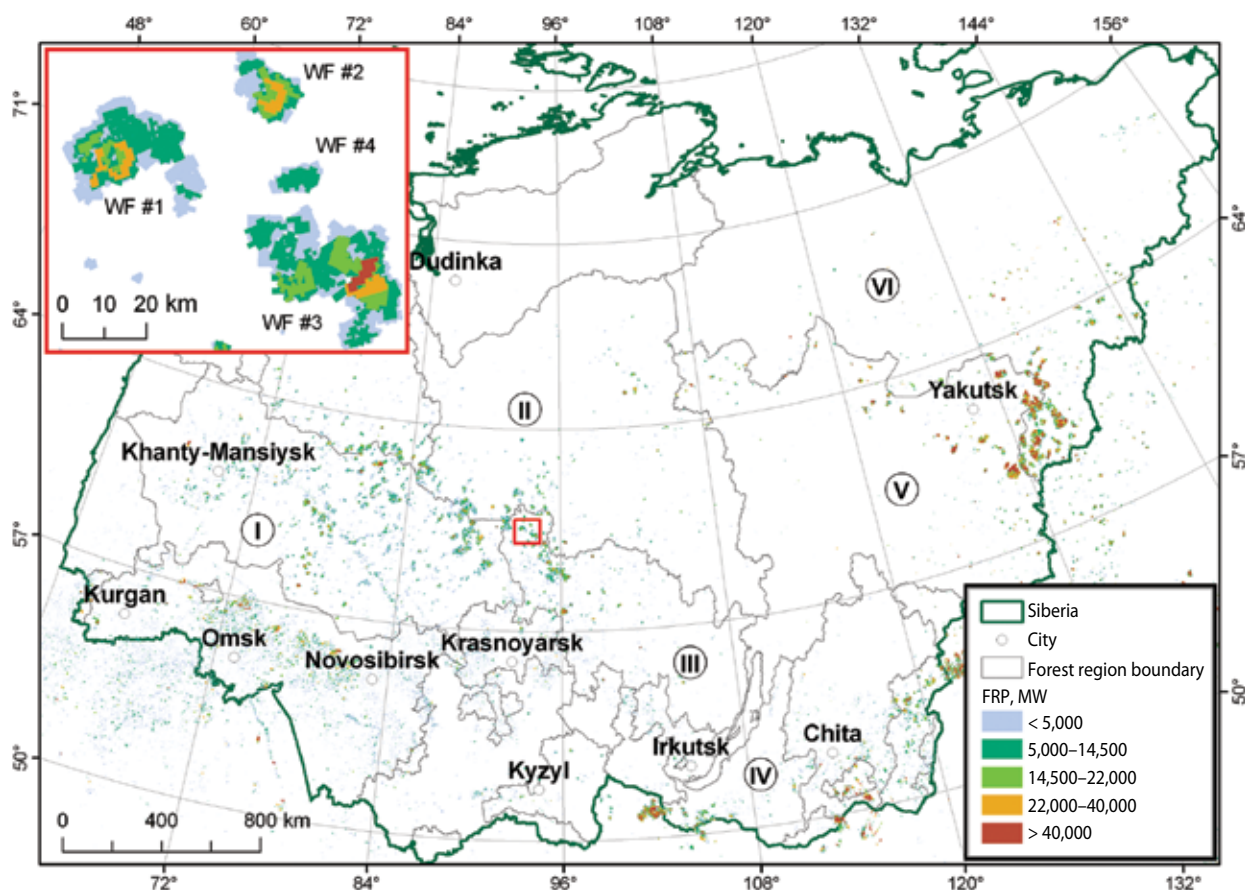 48° 60° 72° 84° 96° 108° 120° 132° 144° 156°
WF #2
71°
WF #4
WF #1
64°
Dudinka
VI
0 10 20 km
WF #3
64°
Yakutsk
II
Khanty-Mansiysk
57°
V
I
57°
Kurgan
Omsk
Krasnoyarsk
Novosibirsk
III
Siberia
City
Forest region boundary
FRP, MW
< 5,000
5,000–14,500
14,500–22,000
22,000–40,000
> 40,000
50°
Chita
Irkutsk
IV
50°
Kyzyl
0 400 800 km
72° 84° 96° 108° 120° 132°